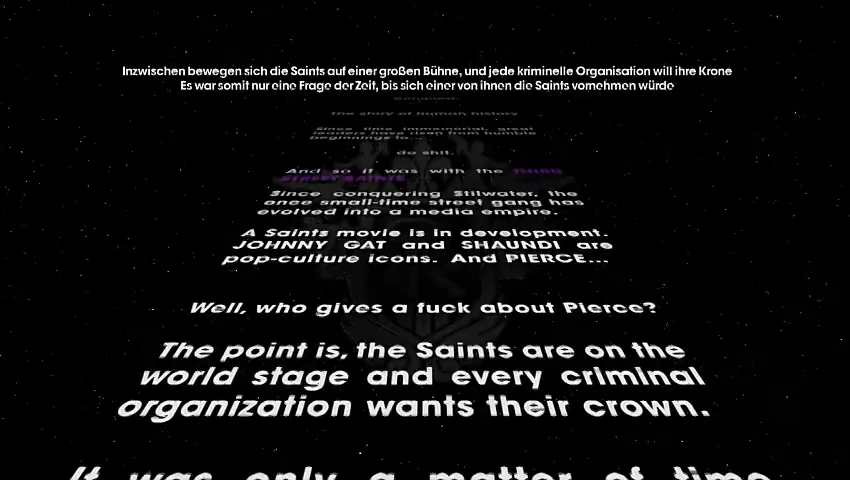 Inzwischen bewegen sich die Saints auf einer großen Bühne, und jede kriminelle Organisation will ihre Krone
Es war somit nur eine Frage der Zeit, bis sich einer von ihnen die Saints vornehmen würde
The story of human history
Since time immemorial, great
leaders have risen from humble
beginnings to...
do shit.
And so it was with the THIRD
STREET SAINTS
Since conquering Stilwater, the
once small-time street gang has
evolved into a media empire.
A Saints movie is in development.
JOHNNY GAT and SHAUNDI are
pop-culture icons. And PIERCE...
Well, who gives a fuck about Pierce?
The point is, the Saints are on the
world stage and every criminal
organization wants their crown.
It was only a matter of time